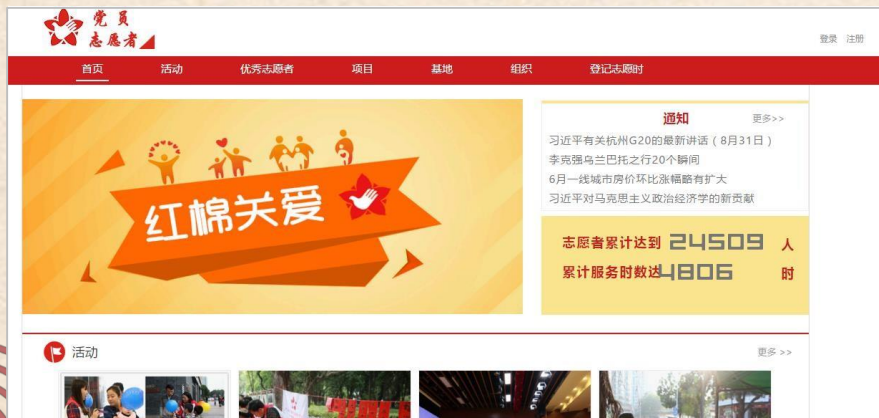 党员
志愿者
登录 注册
首页 活动 优秀志愿者 项目 基地 组织 登记志愿时
红棉关爱
通知 更多>>
习近平有关杭州G20的最新讲话（8月31日）
李克强乌兰巴托之行20个瞬间
6月一线城市房价环比涨幅略有扩大
习近平对马克思主义政治经济学的新贡献
志愿者累计达到 24509 人
累计服务时数达 4806 时
活动 更多 >>